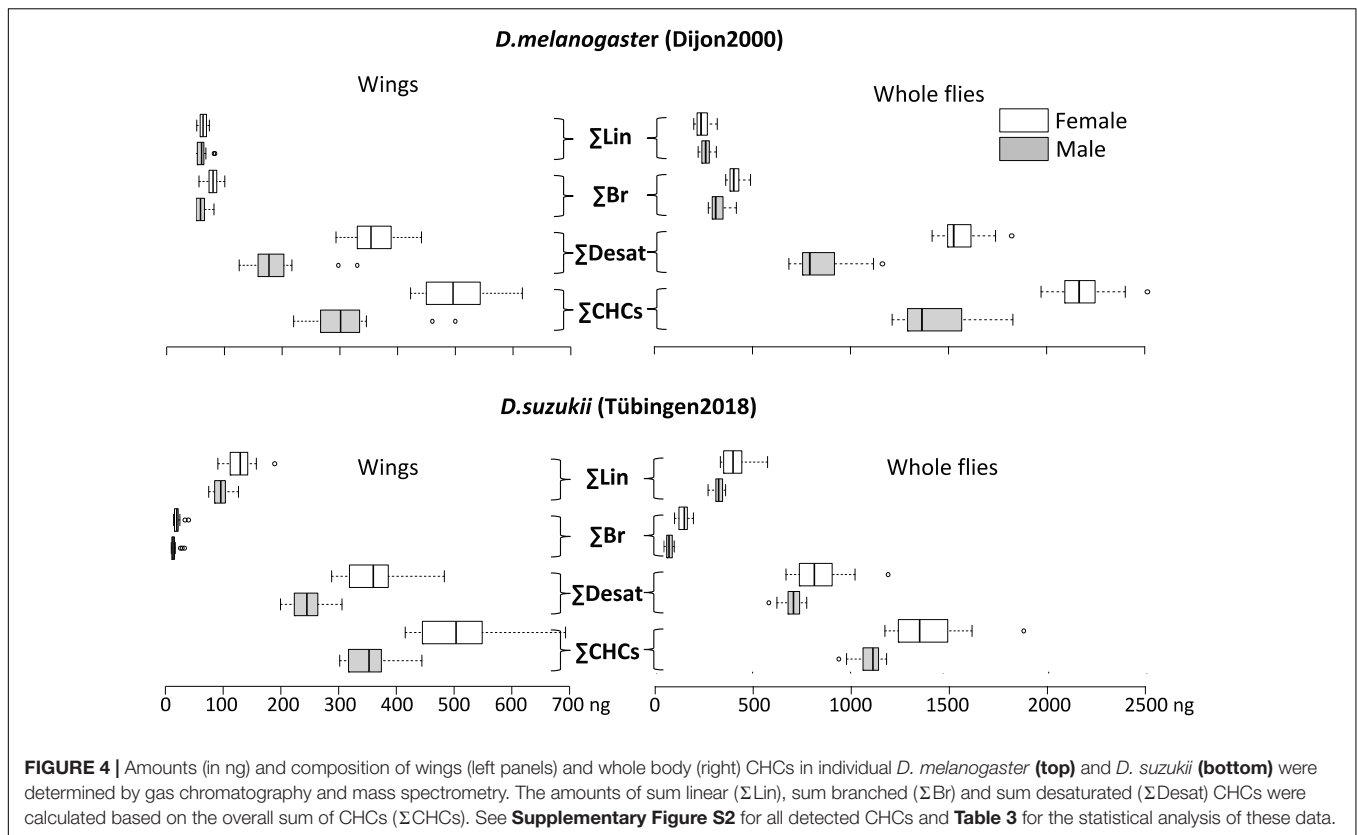 D.melanogaster (Dijon2000)
Wings
Whole flies
Female
Male
∑Lin
∑Br
∑Desat
∑CHCs
D.suzukii (Tübingen2018)
Wings
Whole flies
∑Lin
∑Br
∑Desat
∑CHCs
0 100 200 300 400 500 600 700 ng
0 500 1000 1500 2000 2500 ng
FIGURE 4 | Amounts (in ng) and composition of wings (left panels) and whole body (right) CHCs in individual D. melanogaster (top) and D. suzukii (bottom) were
determined by gas chromatography and mass spectrometry. The amounts of sum linear (ΣLin), sum branched (ΣBr) and sum desaturated (ΣDesat) CHCs were
calculated based on the overall sum of CHCs (ΣCHCs). See Supplementary Figure S2 for all detected CHCs and Table 3 for the statistical analysis of these data.